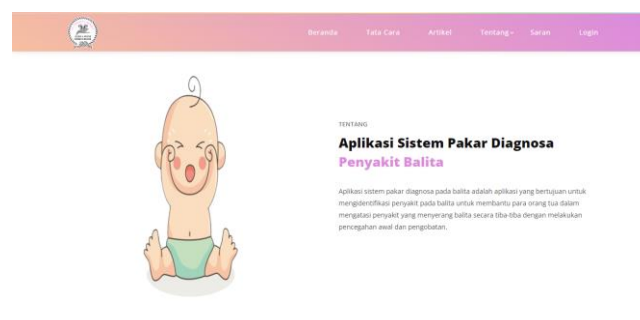 Beranda Tata Cara Artikel Tentang Saran Login
TENTANG
Aplikasi Sistem Pakar Diagnosa
Penyakit Balita
Aplikasi sistem pakar diagnosa pada balita adalah aplikasi yang bertujuan untuk
mengidentifikasi penyakit pada balita untuk membantu para orang tua dalam
mengatasi penyakit yang menyerang balita secara tiba-tiba dengan melakukan
pencegahan awal dan pengobatan.